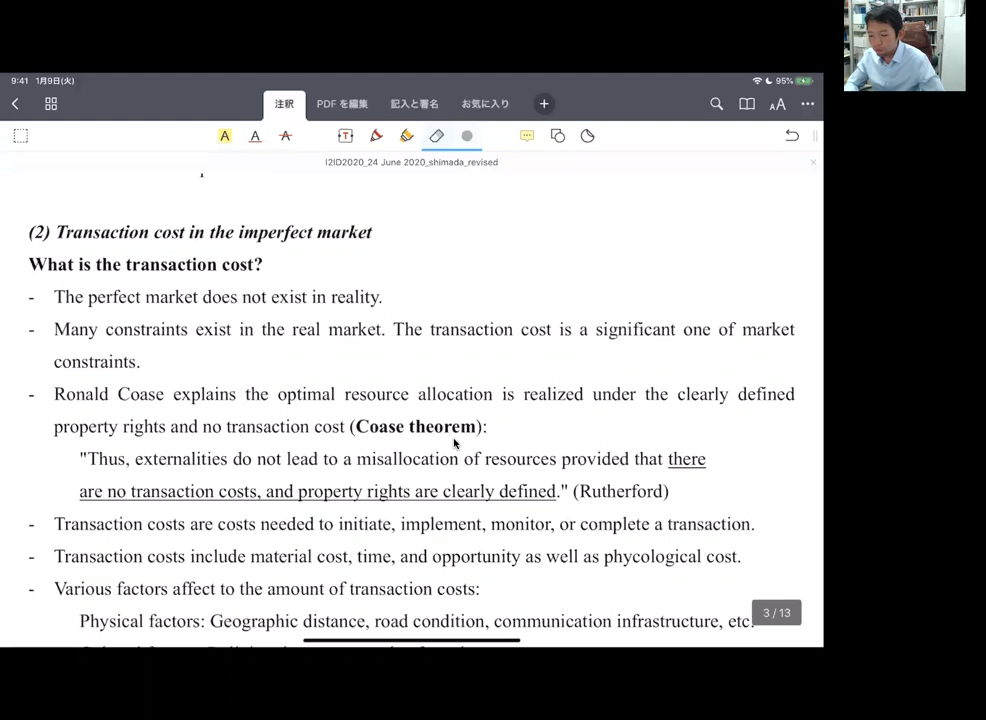 9:41 1月9日(火)
95%
注釈 PDF を編集 記入と署名 お気に入り
AA
A A A T
I2ID2020_24 June 2020_shimada_revised
(2) Transaction cost in the imperfect market
What is the transaction cost?
- The perfect market does not exist in reality.
- Many constraints exist in the real market. The transaction cost is a significant one of market
constraints.
- Ronald Coase explains the optimal resource allocation is realized under the clearly defined
property rights and no transaction cost (Coase theorem):
"Thus, externalities do not lead to a misallocation of resources provided that there
are no transaction costs, and property rights are clearly defined." (Rutherford)
- Transaction costs are costs needed to initiate, implement, monitor, or complete a transaction.
- Transaction costs include material cost, time, and opportunity as well as phycological cost.
- Various factors affect to the amount of transaction costs:
Physical factors: Geographic distance, road condition, communication infrastructure, etc.
3 / 13